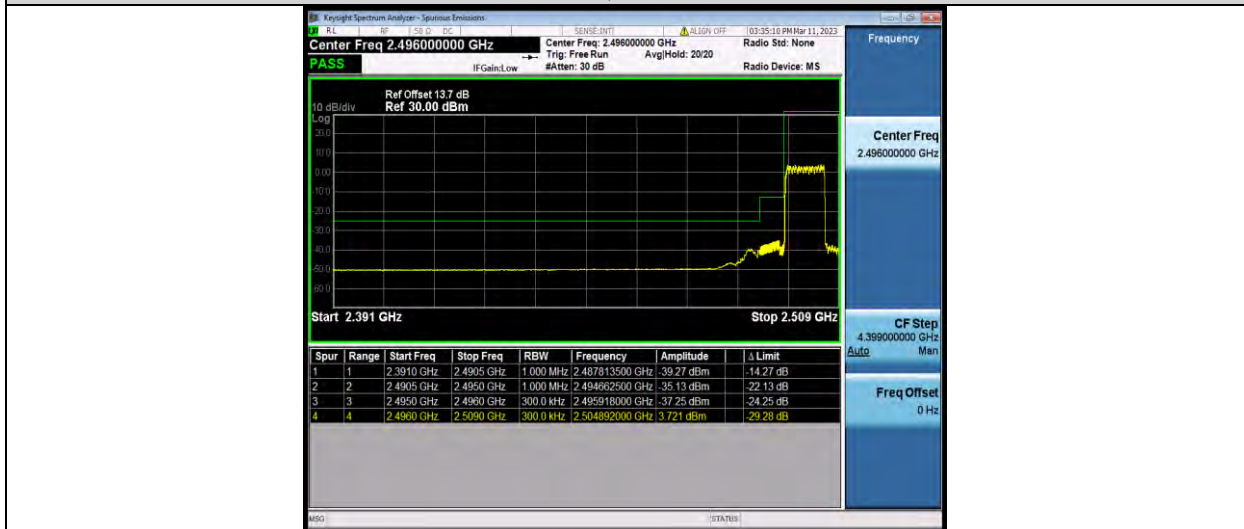 Keysight Spectrum Analyzer - Spurious Emissions
RL RF 50 Ω DC SENSE:INT ALIGN OFF 03:35:10 PM Mar 11, 2023
Center Freq 2.496000000 GHz
Center Freq: 2.496000000 GHz
Radio Std: None
Trig: Free Run Avg|Hold: 20/20
PASS
IFGain:Low
#Atten: 30 dB
Radio Device: MS
Frequency
Ref Offset 13.7 dB
10 dB/div Ref 30.00 dBm
Log
20.0
10.0
0.00
-10.0
-20.0
-30.0
-40.0
-50.0
-60.0
Start 2.391 GHz Stop 2.509 GHz
Center Freq
2.496000000 GHz
CF Step
4.399000000 GHz
Auto Man
Freq Offset
0 Hz
Spur Range Start Freq Stop Freq RBW Frequency Amplitude Δ Limit
1 1 2.3910 GHz 2.4905 GHz 1.000 MHz 2.487813500 GHz -39.27 dBm -14.27 dB
2 2 2.4905 GHz 2.4950 GHz 1.000 MHz 2.494662500 GHz -35.13 dBm -22.13 dB
3 3 2.4950 GHz 2.4960 GHz 300.0 kHz 2.495918000 GHz -37.25 dBm -24.25 dB
4 4 2.4960 GHz 2.5090 GHz 300.0 kHz 2.504892000 GHz 3.721 dBm -29.28 dB
MSG STATUS